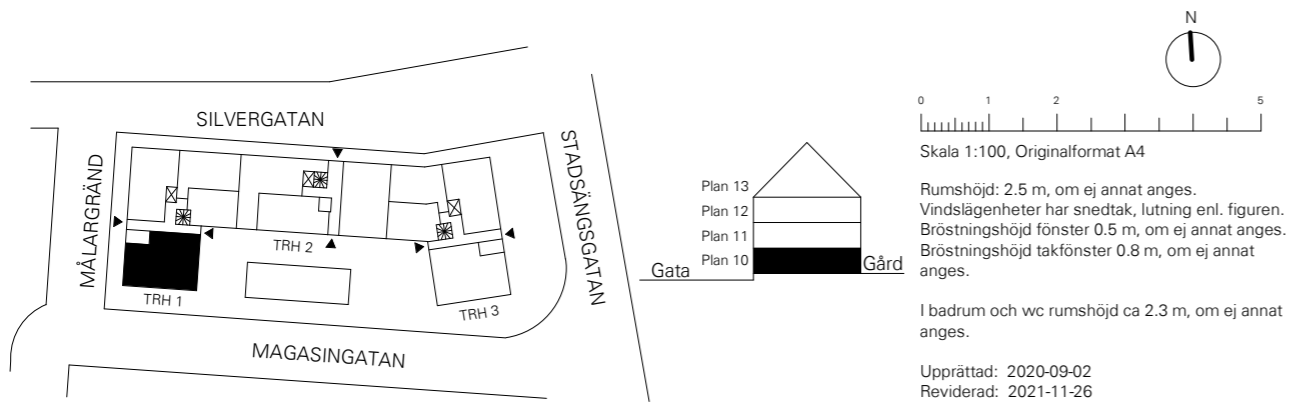 SILVERGATAN
MÅLARGRÄND
STADSÄNGSGATAN
TRH 2
TRH 1
TRH 3
MAGASINGATAN
Plan 13
Plan 12
Plan 11
Plan 10
Gata
Gård
N
0 1 2 5
Skala 1:100, Originalformat A4
Rumshöjd: 2.5 m, om ej annat anges.
Vindslägenheter har snedtak, lutning enl. figuren.
Bröstningshöjd fönster 0.5 m, om ej annat anges.
Bröstningshöjd takfönster 0.8 m, om ej annat
anges.
I badrum och wc rumshöjd ca 2.3 m, om ej annat
anges.
Upprättad: 2020-09-02
Reviderad: 2021-11-26